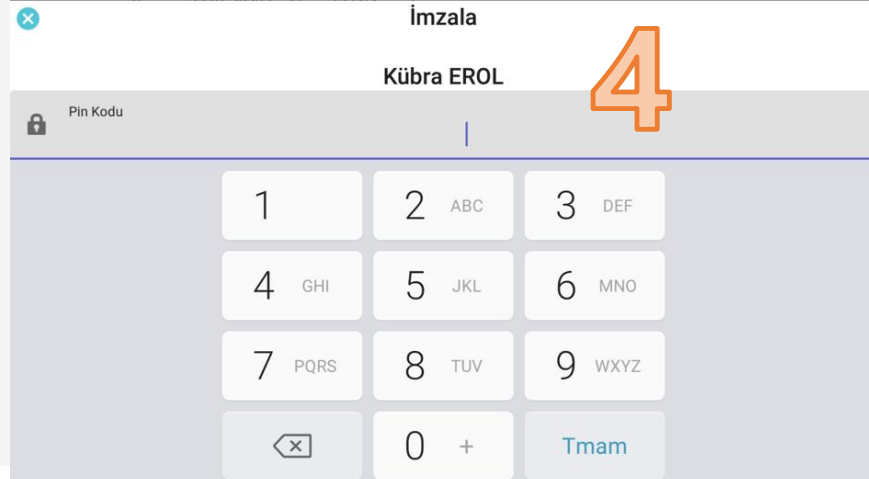 İmzala
Kübra EROL
4
Pin Kodu
1
2 ABC
3 DEF
4 GHI
5 JKL
6 MNO
7 PQRS
8 TUV
9 WXYZ
0 +
Tmam